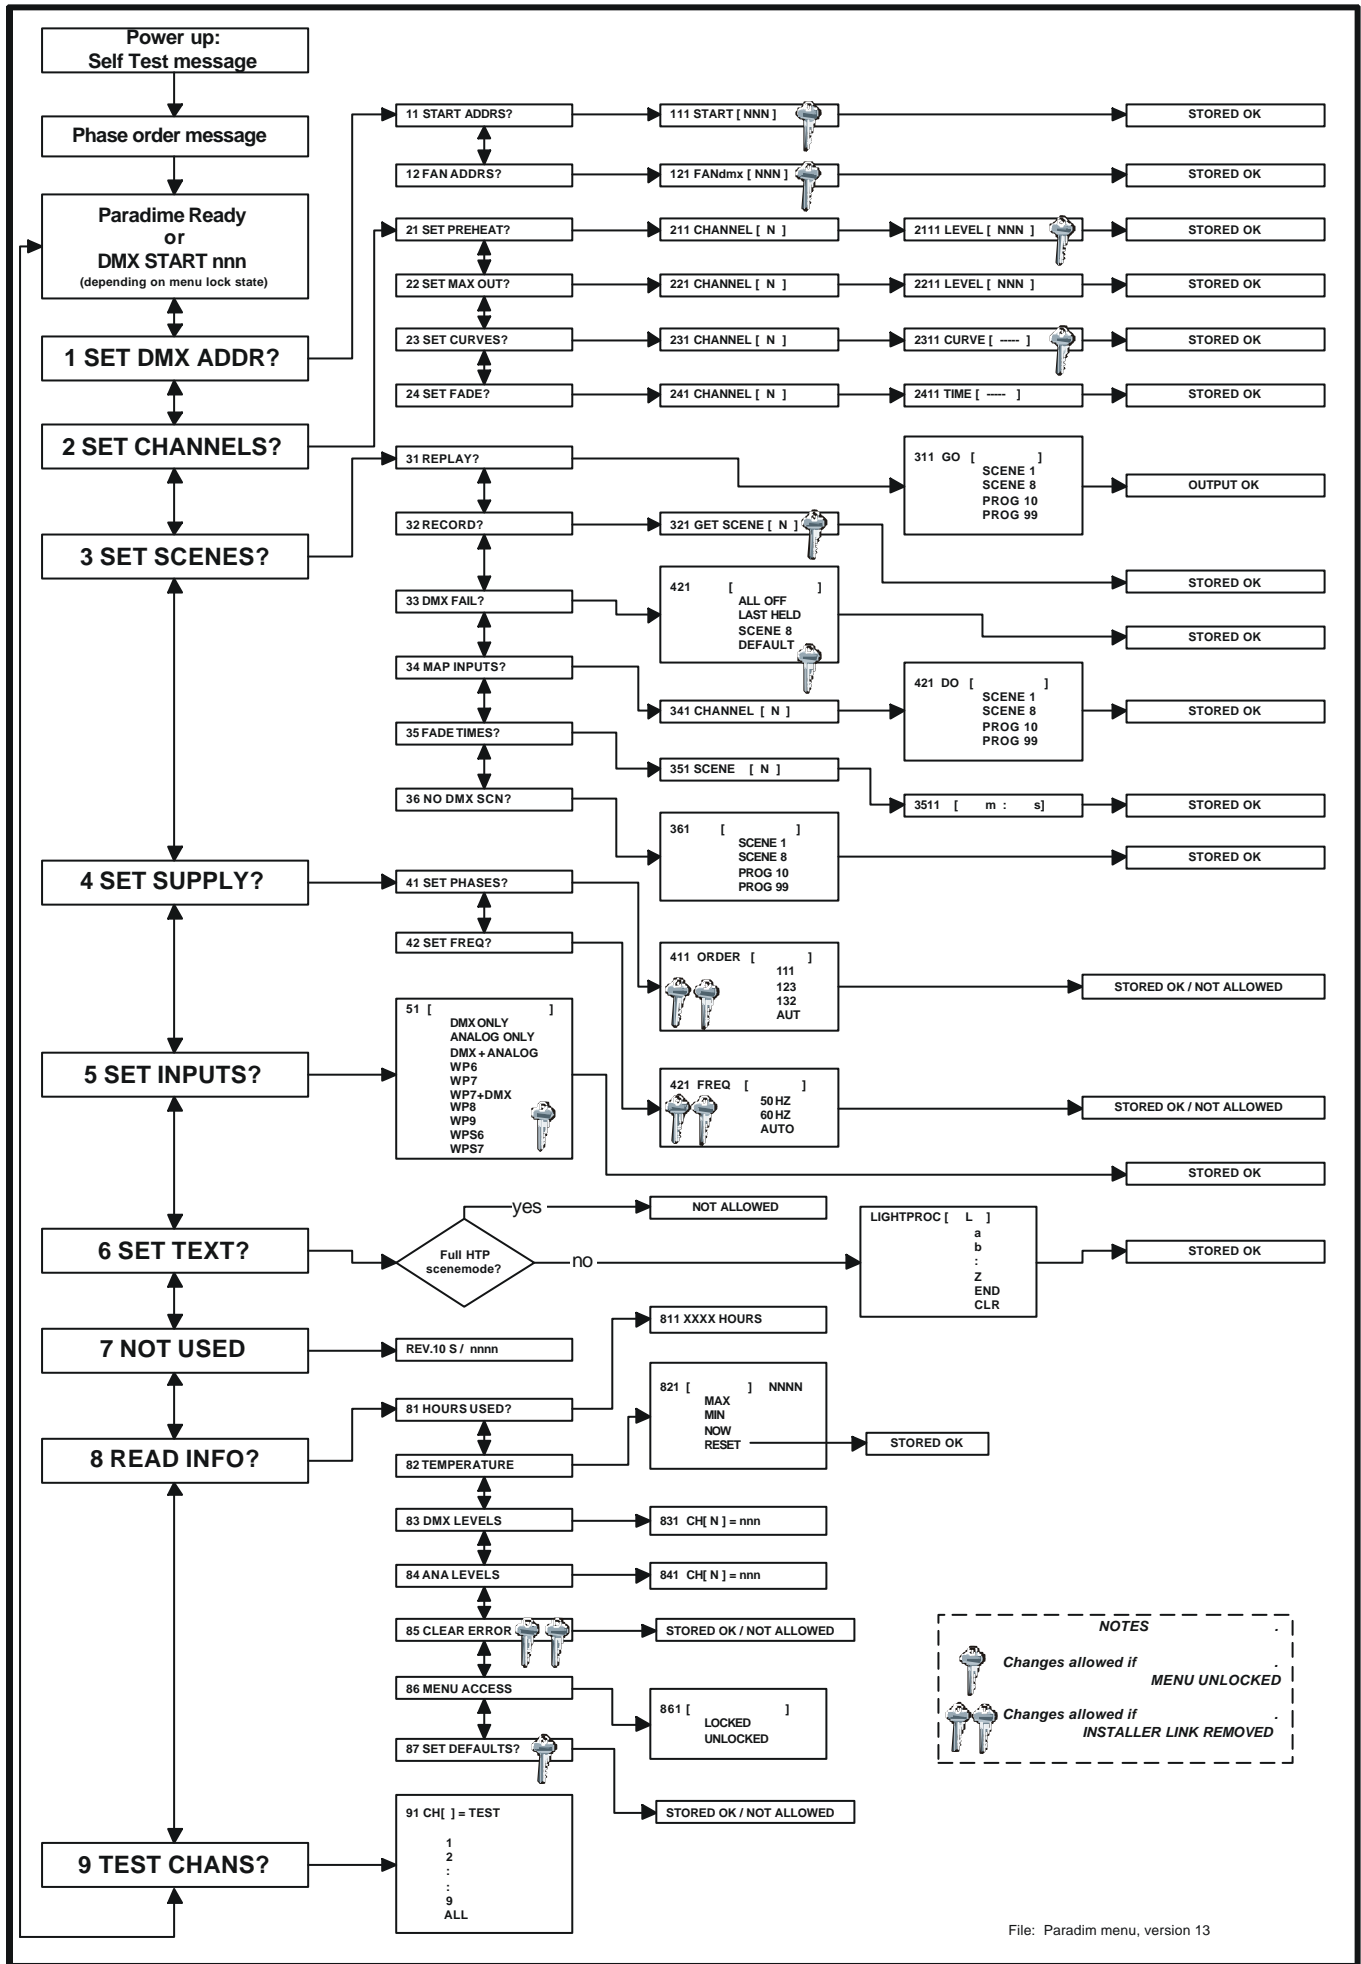 Power up:
Self Test message
Phase order message
Paradime Ready
or
DMX START nnn
(depending on menu lock state)
1 SET DMX ADDR?
11 START ADDRS?
111 START [ NNN ]
STORED OK
12 FAN ADDRS?
121 FANdmx [ NNN ]
STORED OK
2 SET CHANNELS?
21 SET PREHEAT?
211 CHANNEL [ N ]
2111 LEVEL [ NNN ]
STORED OK
22 SET MAX OUT?
221 CHANNEL [ N ]
2211 LEVEL [ NNN ]
STORED OK
23 SET CURVES?
231 CHANNEL [ N ]
2311 CURVE [ ----- ]
STORED OK
24 SET FADE?
241 CHANNEL [ N ]
2411 TIME [ ----- ]
STORED OK
3 SET SCENES?
31 REPLAY?
311 GO [ ]
SCENE 1
SCENE 8
PROG 10
PROG 99
OUTPUT OK
32 RECORD?
321 GET SCENE [ N ]
STORED OK
33 DMX FAIL?
421 [ ]
ALL OFF
LAST HELD
SCENE 8
DEFAULT
STORED OK
34 MAP INPUTS?
341 CHANNEL [ N ]
421 DO [ ]
SCENE 1
SCENE 8
PROG 10
PROG 99
STORED OK
35 FADE TIMES?
351 SCENE [ N ]
3511 [ m : s]
STORED OK
36 NO DMX SCN?
361 [ ]
SCENE 1
SCENE 8
PROG 10
PROG 99
STORED OK
4 SET SUPPLY?
41 SET PHASES?
411 ORDER [ ]
111
123
132
AUT
STORED OK / NOT ALLOWED
42 SET FREQ?
421 FREQ [ ]
50 HZ
60 HZ
AUTO
STORED OK / NOT ALLOWED
5 SET INPUTS?
51 [ ]
DMX ONLY
ANALOG ONLY
DMX + ANALOG
WP6
WP7
WP7+DMX
WP8
WP9
WPS6
WPS7
STORED OK
6 SET TEXT?
Full HTP
scenemode?
yes
NOT ALLOWED
no
LIGHTPROC [ L ]
a
b
:
Z
END
CLR
STORED OK
7 NOT USED
REV.10 S / nnnn
8 READ INFO?
81 HOURS USED?
811 XXXX HOURS
82 TEMPERATURE
821 [ ] NNNN
MAX
MIN
NOW
RESET
STORED OK
83 DMX LEVELS
831 CH[ N ] = nnn
84 ANA LEVELS
841 CH[ N ] = nnn
85 CLEAR ERROR
STORED OK / NOT ALLOWED
86 MENU ACCESS
861 [ ]
LOCKED
UNLOCKED
87 SET DEFAULTS?
STORED OK / NOT ALLOWED
9 TEST CHANS?
91 CH[ ] = TEST
1
2
:
:
9
ALL
NOTES .
Changes allowed if .
MENU UNLOCKED
Changes allowed if .
INSTALLER LINK REMOVED
File: Paradim menu, version 13